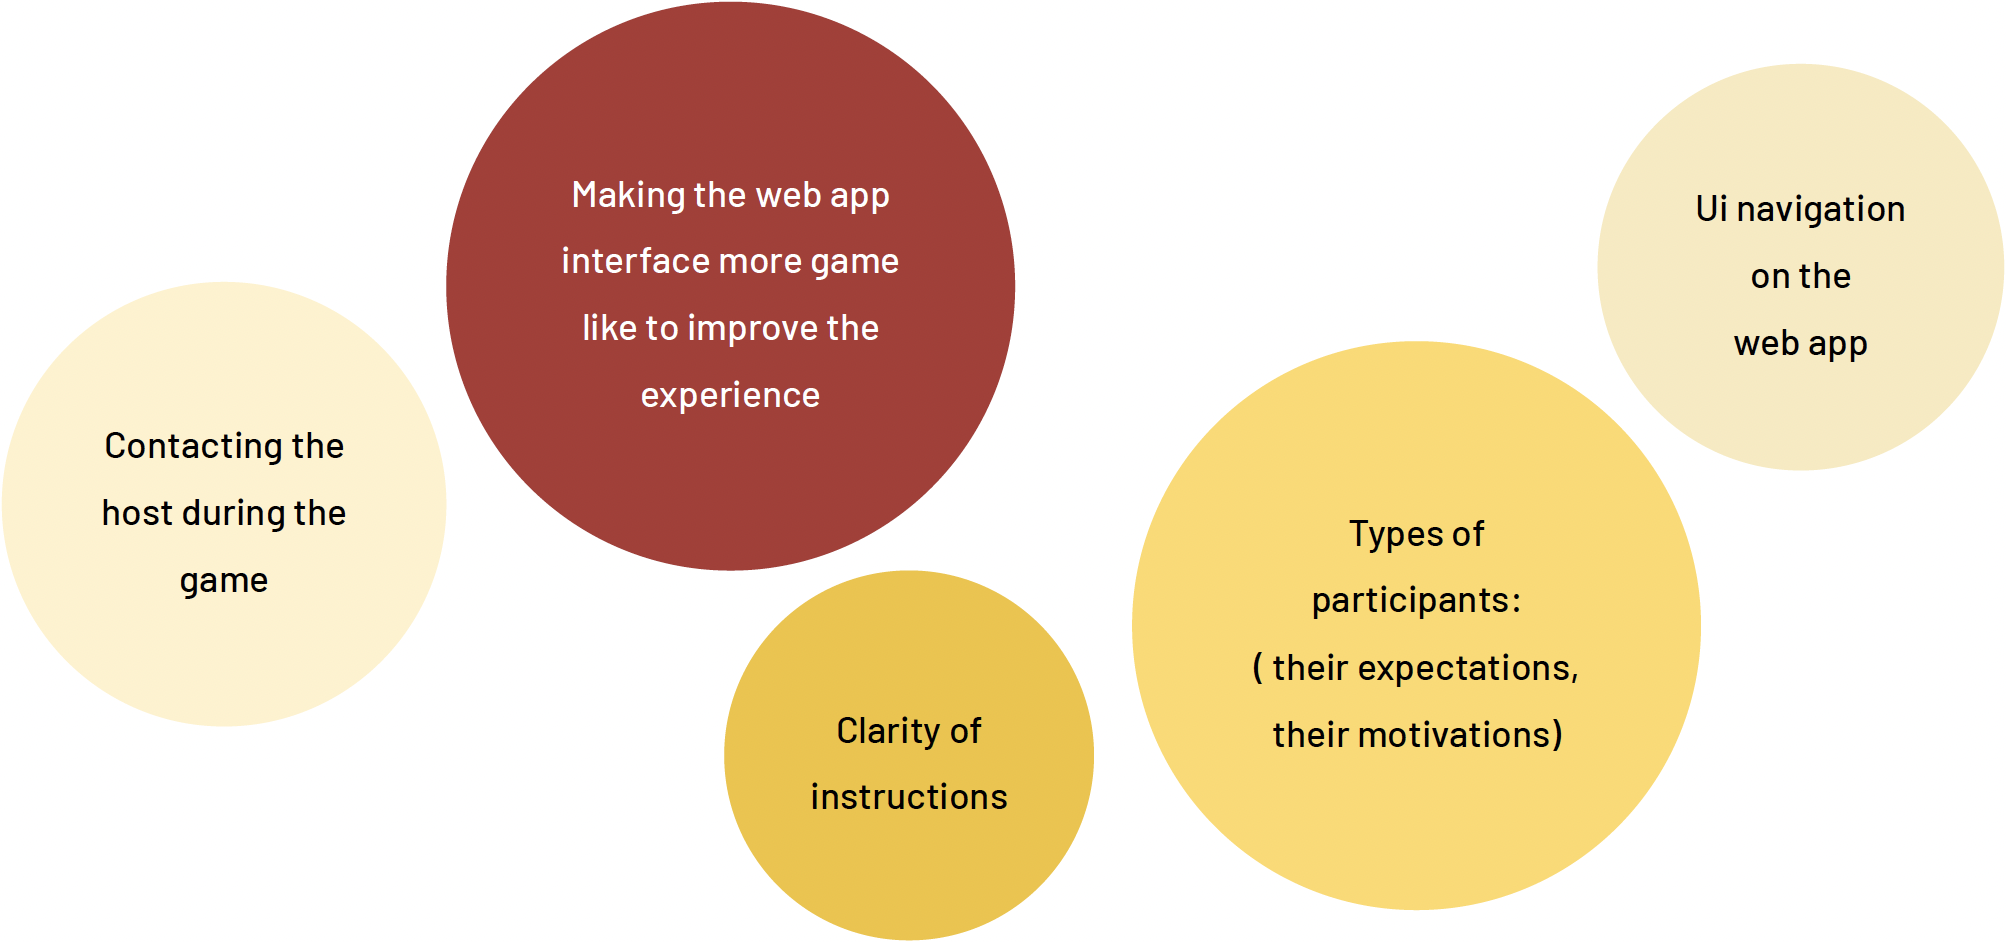 Contacting the
host during the
game
Making the web app
interface more game
like to improve the
experience
Clarity of
instructions
Types of
participants:
( their expectations,
their motivations)
Ui navigation
on the
web app